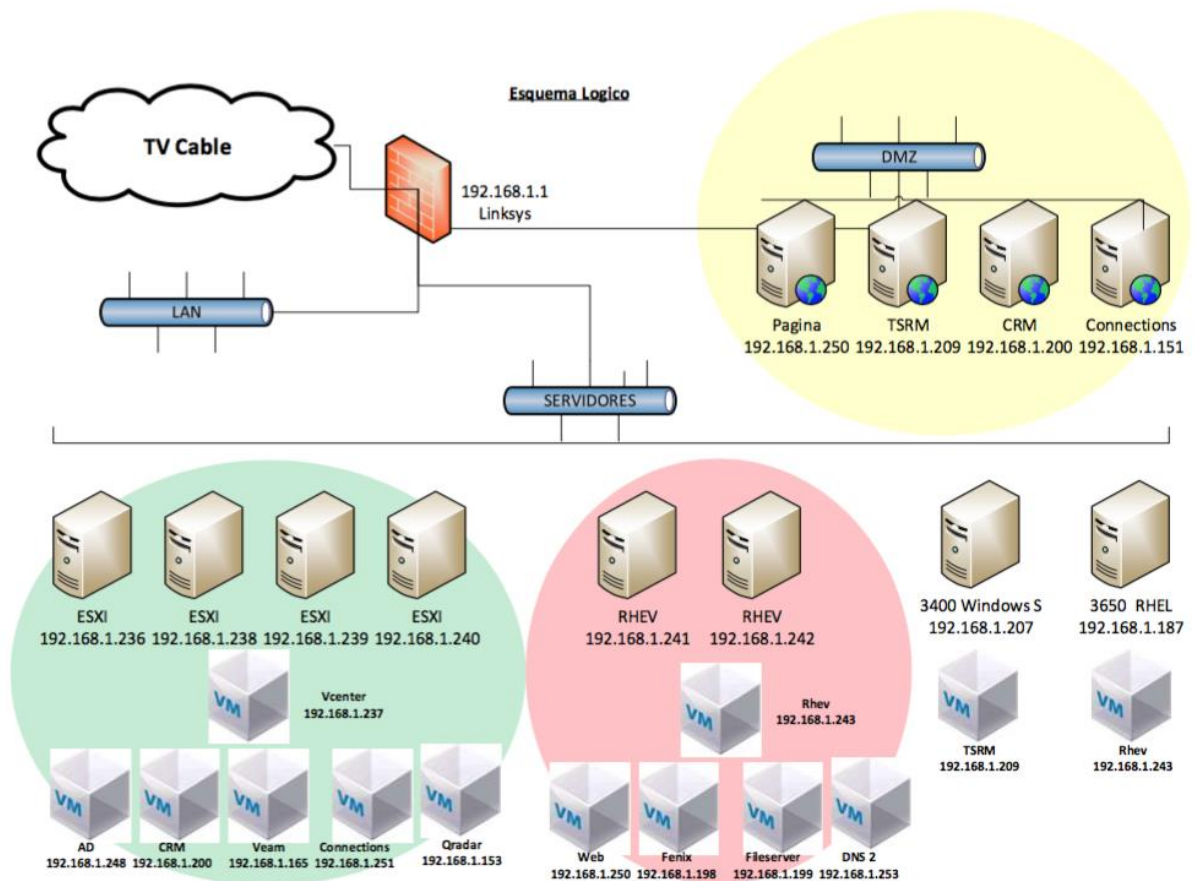 Esquema Logico
TV Cable
192.168.1.1
Linksys
DMZ
LAN
Pagina
192.168.1.250
TSRM
192.168.1.209
CRM
192.168.1.200
Connections
192.168.1.151
SERVIDORES
ESXI
192.168.1.236
ESXI
192.168.1.238
ESXI
192.168.1.239
ESXI
192.168.1.240
RHEV
192.168.1.241
RHEV
192.168.1.242
3400 Windows S
192.168.1.207
3650 RHEL
192.168.1.187
VM
Vcenter
192.168.1.237
VM
Rhev
192.168.1.243
VM
TSRM
192.168.1.209
VM
Rhev
192.168.1.243
VM
AD
192.168.1.248
VM
CRM
192.168.1.200
VM
Veam
192.168.1.165
VM
Connections
192.168.1.251
VM
Qradar
192.168.1.153
VM
Web
192.168.1.250
VM
Fenix
192.168.1.198
VM
Fileserver
192.168.1.199
VM
DNS 2
192.168.1.253